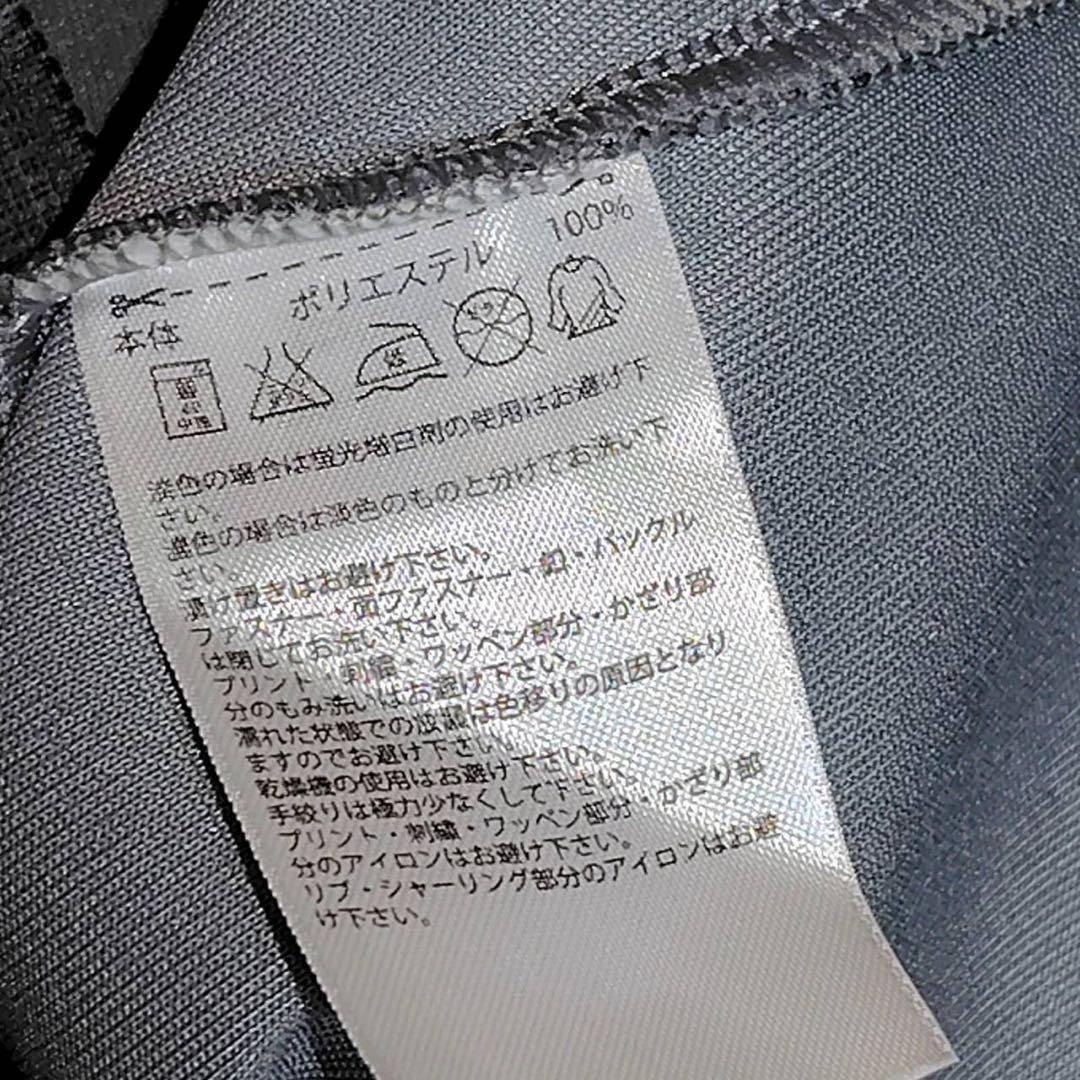 本体 ポリエステル 100%
中性
低
淡色の場合は蛍光増白剤の使用はお避け下
さい。
濃色の場合は淡色のものと分けてお洗い下
さい。
漬け置きはお避け下さい。
ファスナー・面ファスナー・釦・バックル
は閉じてお洗い下さい。
プリント・刺繍・ワッペン部分・かざり部
分のもみ洗いはお避け下さい。
濡れた状態での放置は色移りの原因となり
ますのでお避け下さい。
乾燥機の使用はお避け下さい。
手絞りは極力少なくして下さい。
プリント・刺繍・ワッペン部分・かざり部
分のアイロンはお避け下さい。
リブ・シャーリング部分のアイロンはお避
け下さい。